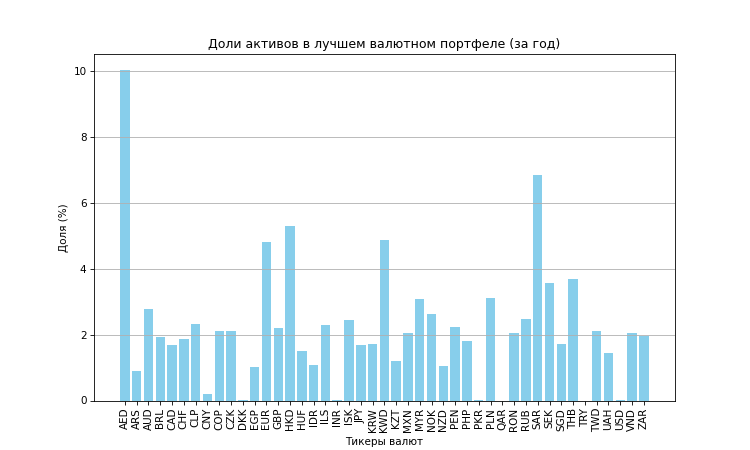 Доли активов в лучшем валютном портфеле (за год)
Доля (%)
10
8
6
4
2
0
AED ARS AUD BRL CAD CHF CLP CNY COP CZK DKK EGP EUR GBP HKD HUF IDR ILS INR ISK JPY KRW KWD KZT MXN MYR NOK NZD PEN PHP PKR PLN QAR RON RUB SAR SEK SGD THB TRY TWD UAH USD VND ZAR
Тикеры валют